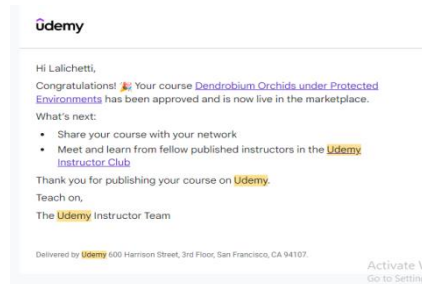 ûdemy
Hi Lalichetti,
Congratulations! 🎉 Your course Dendrobium Orchids under Protected
Environments has been approved and is now live in the marketplace.
What's next:
• Share your course with your network
• Meet and learn from fellow published instructors in the Udemy
Instructor Club
Thank you for publishing your course on Udemy.
Teach on,
The Udemy Instructor Team
Delivered by Udemy 600 Harrison Street, 3rd Floor, San Francisco, CA 94107.
Activate
Go to Settin